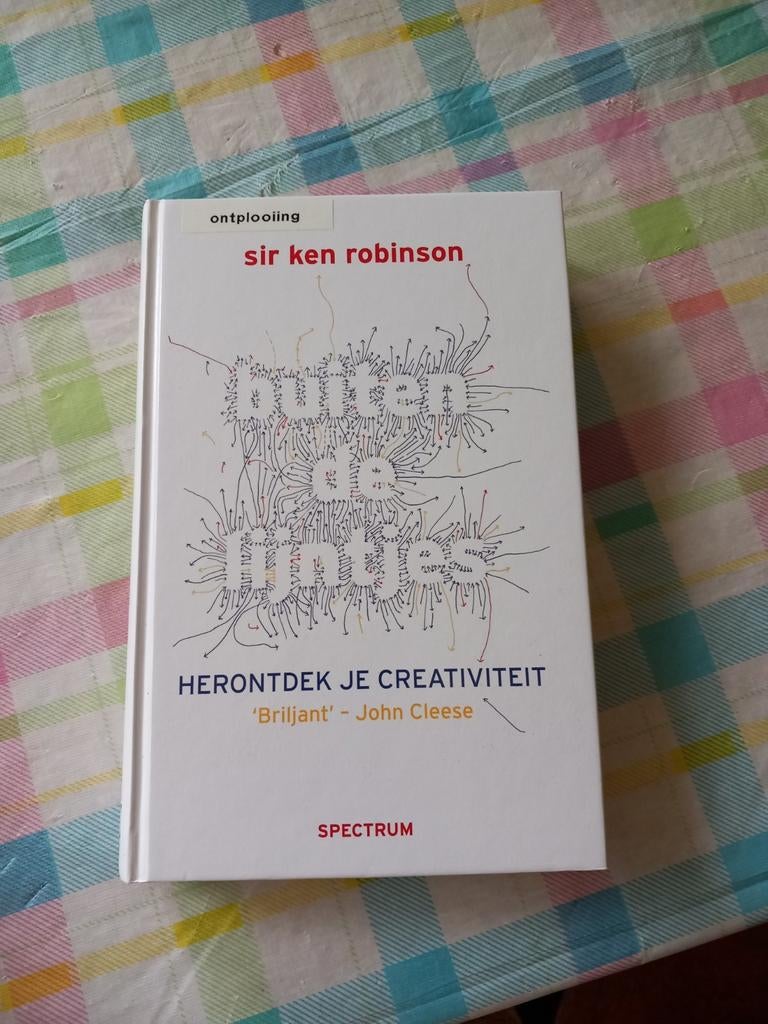 ontplooiing
sir ken robinson
buiten
de
lijntjes
HERONTDEK JE CREATIVITEIT
'Briljant' – John Cleese
SPECTRUM